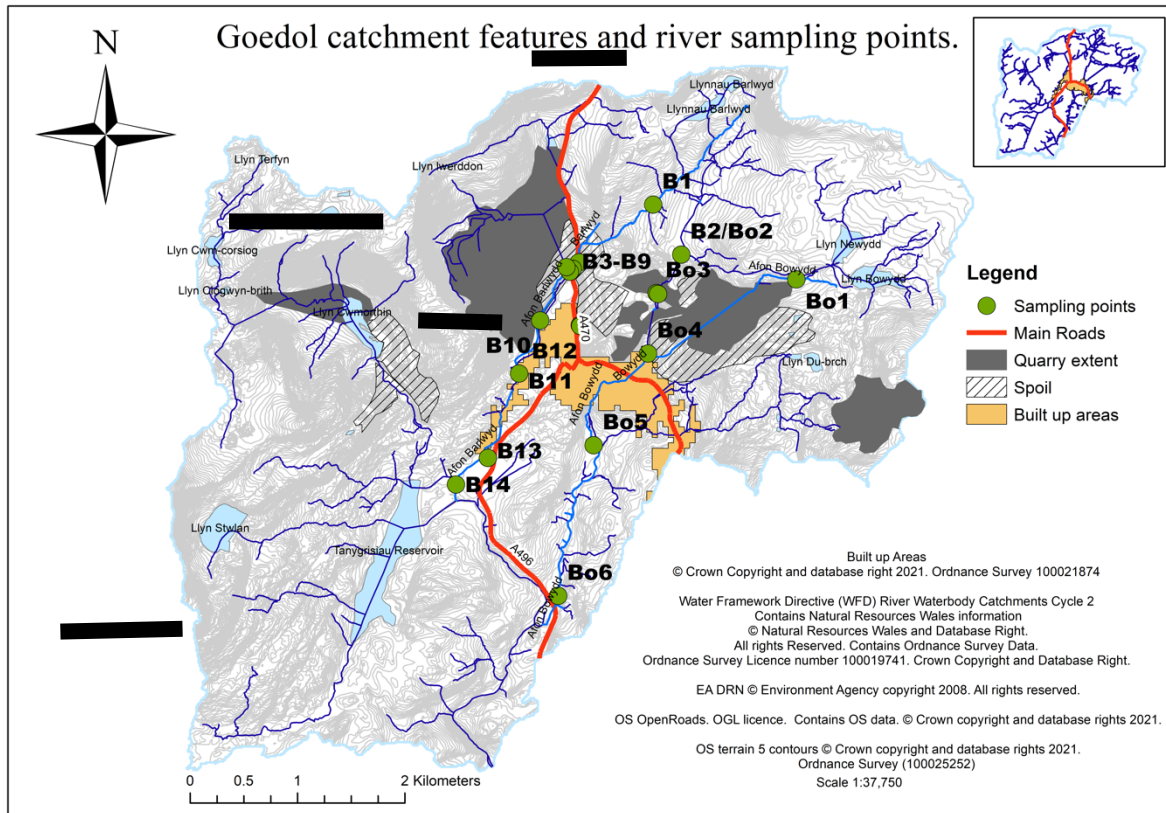 Goedol catchment features and river sampling points.
N
Llynnau Barlwyd
Llynnau Barlwyd
Llyn Terfyn
Llyn Iwerddon
B1
Barlwyd
B2/Bo2
Llyn Newydd
Llyn Cwm-corsiog
B3-B9
Bo3
Afon Bowydd
Llyn Bowydd
Llyn Clogwyn-brith
Afon Barlwydd
Bo1
Llyn Cwmorthin
A470
Bo4
B10
B12
Bowydd
Llyn Du-brch
B11
Afon Bowydd
Bo5
Afon Barlwyd
B13
B14
Llyn Stwlan
Tanygrisiau Reservoir
A496
Bo6
Afon Bowydd
Legend
Sampling points
Main Roads
Quarry extent
Spoil
Built up areas
Built up Areas
© Crown Copyright and database right 2021. Ordnance Survey 100021874
Water Framework Directive (WFD) River Waterbody Catchments Cycle 2
Contains Natural Resources Wales information
© Natural Resources Wales and Database Right.
All rights Reserved. Contains Ordnance Survey Data.
Ordnance Survey Licence number 100019741. Crown Copyright and Database Right.
EA DRN © Environment Agency copyright 2008. All rights reserved.
OS OpenRoads. OGL licence. Contains OS data. © Crown copyright and database rights 2021.
OS terrain 5 contours © Crown copyright and database rights 2021.
Ordnance Survey (100025252)
Scale 1:37,750
0 0.5 1 2 Kilometers